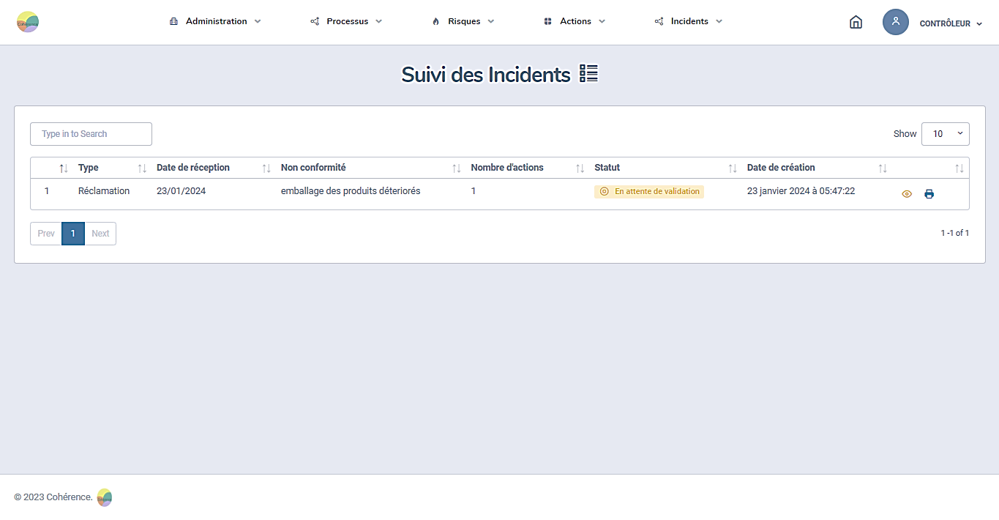 Cohérence
Administration Processus Risques Actions Incidents CONTRÔLEUR
Suivi des Incidents
Type in to Search Show 10
Type Date de réception Non conformité Nombre d'actions Statut Date de création
1 Réclamation 23/01/2024 emballage des produits déteriorés 1 En attente de validation 23 janvier 2024 à 05:47:22
Prev 1 Next 1 -1 of 1
© 2023 Cohérence. Cohérence